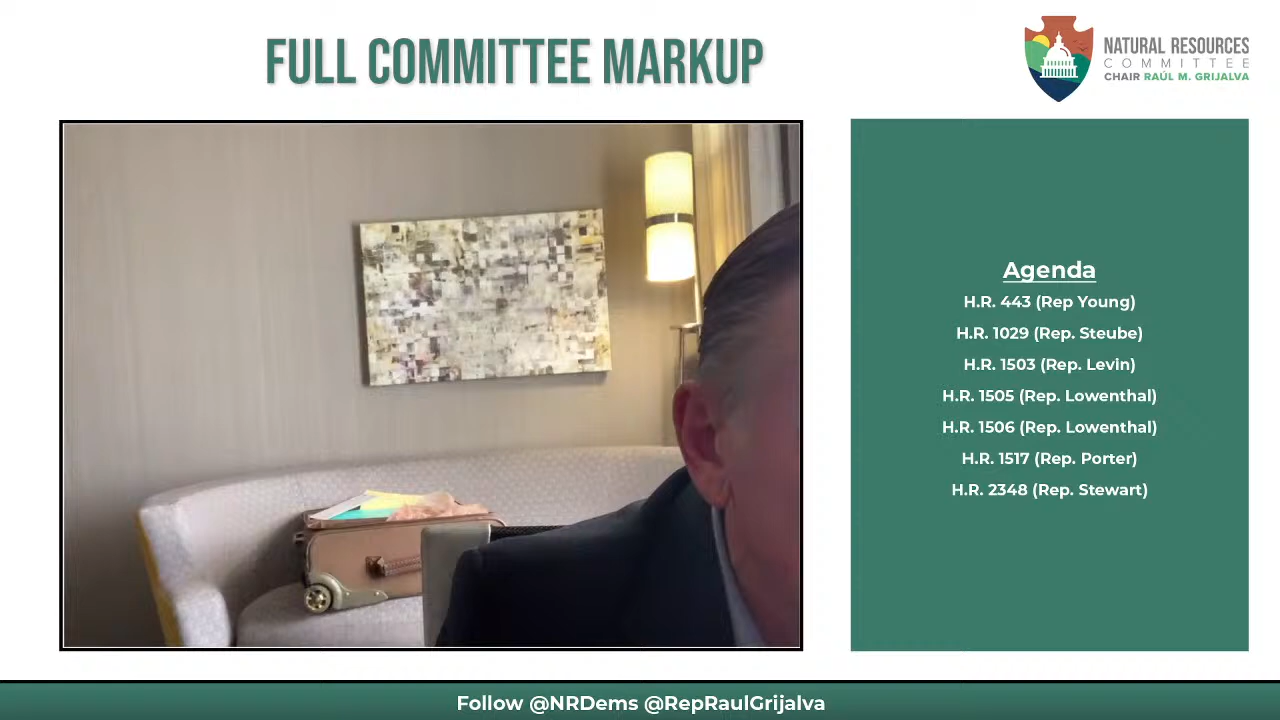 FULL COMMITTEE MARKUP
NATURAL RESOURCES
COMMITTEE
CHAIR RAÚL M. GRIJALVA
Agenda
H.R. 443 (Rep Young)
H.R. 1029 (Rep. Steube)
H.R. 1503 (Rep. Levin)
H.R. 1505 (Rep. Lowenthal)
H.R. 1506 (Rep. Lowenthal)
H.R. 1517 (Rep. Porter)
H.R. 2348 (Rep. Stewart)
Follow @NRDems @RepRaulGrijalva